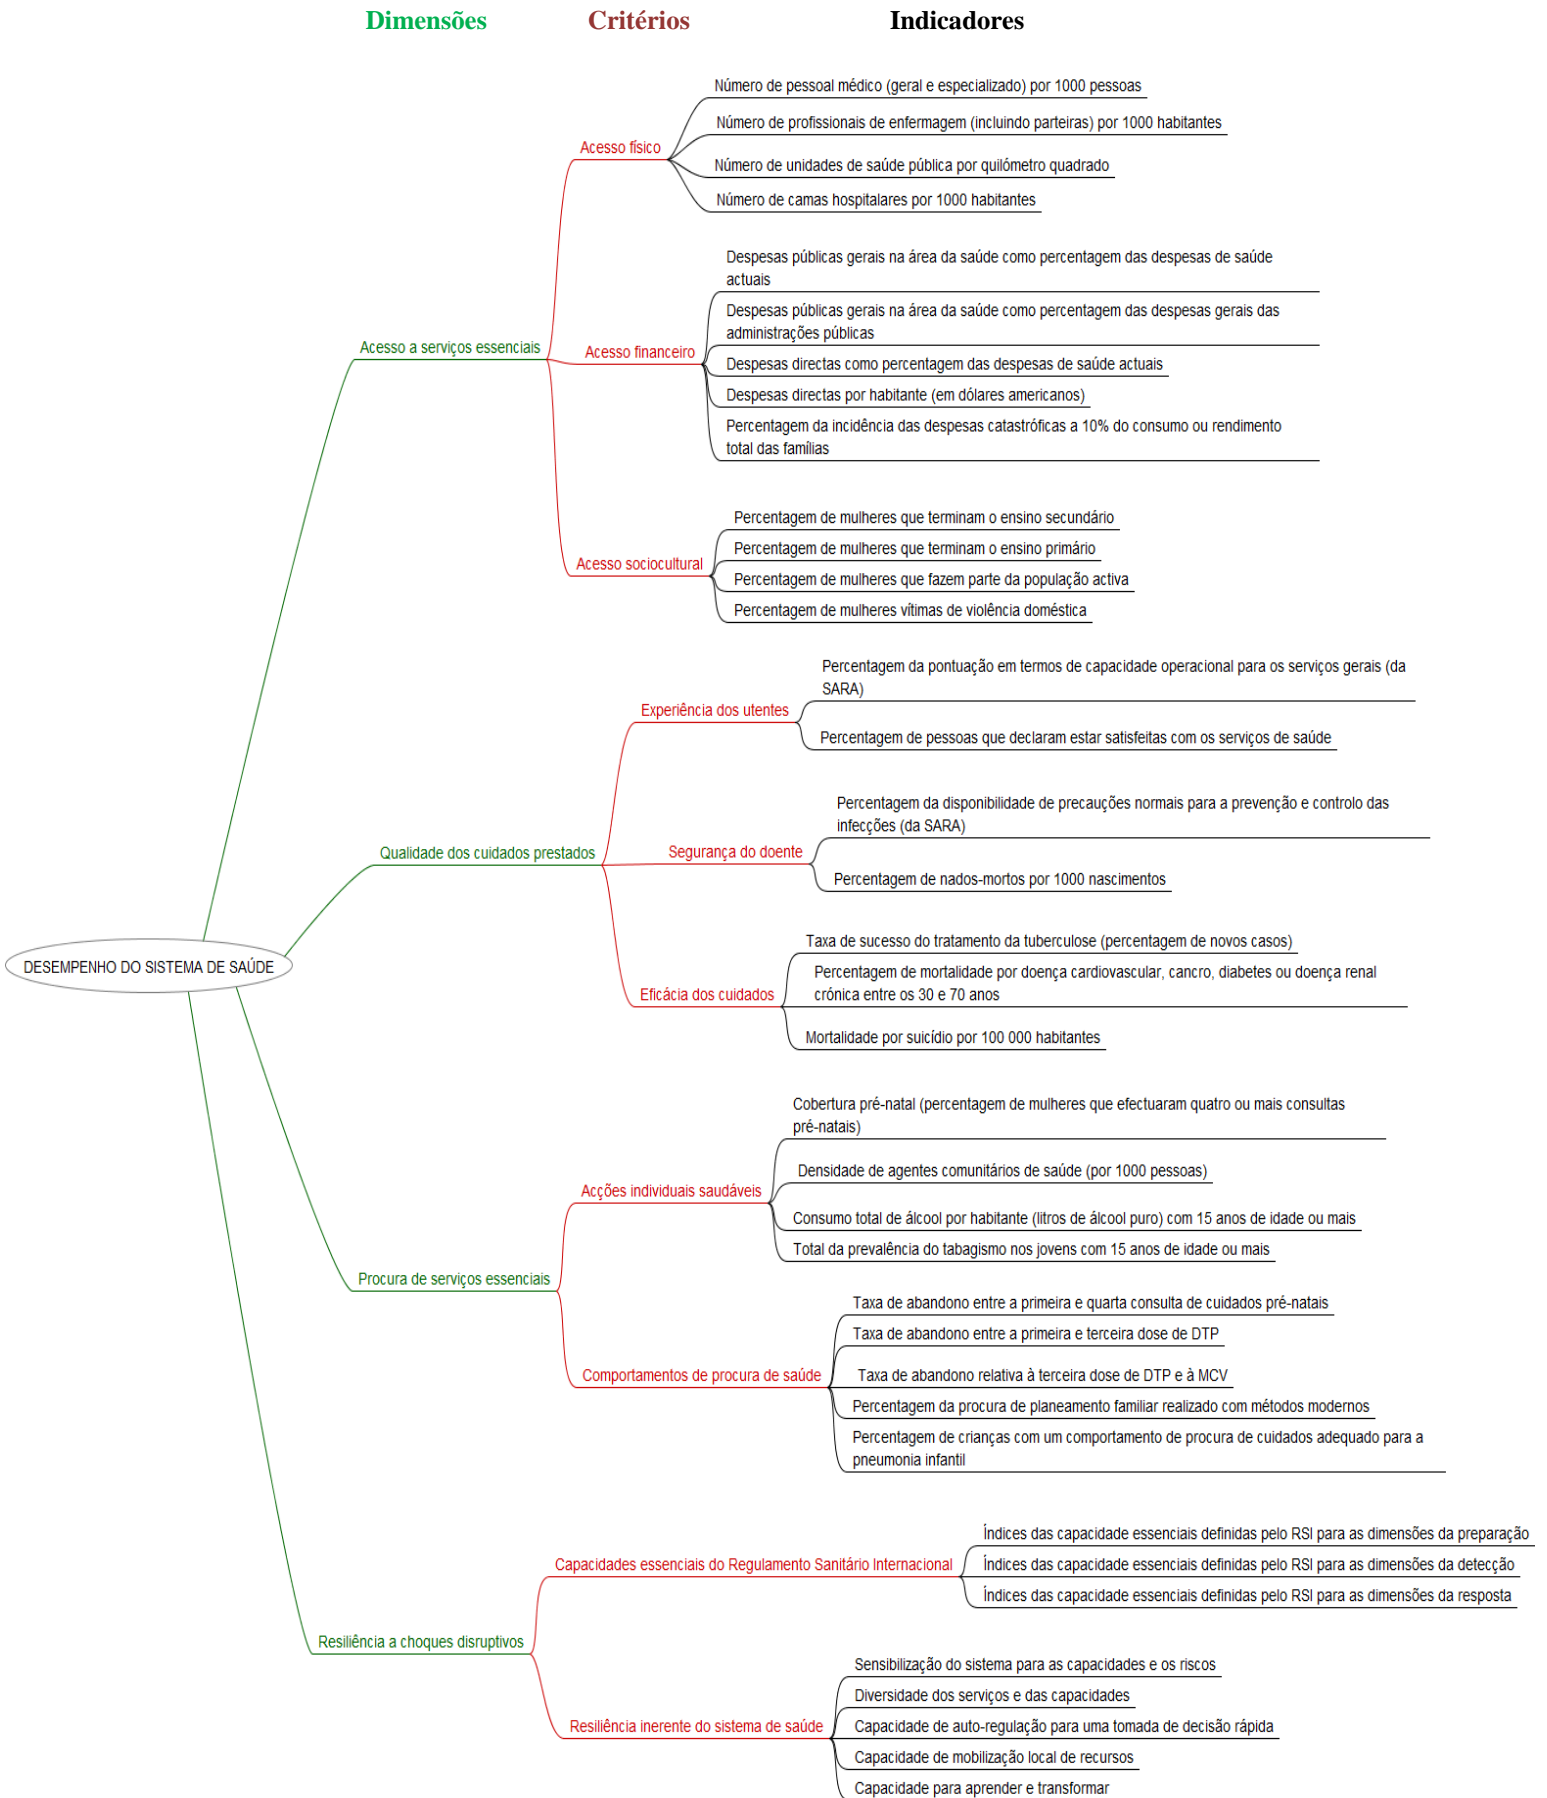 Dimensões
Critérios
Indicadores
Número de pessoal médico (geral e especializado) por 1000 pessoas
Número de profissionais de enfermagem (incluindo parteiras) por 1000 habitantes
Acesso físico
Número de unidades de saúde pública por quilómetro quadrado
Número de camas hospitalares por 1000 habitantes
Despesas públicas gerais na área da saúde como percentagem das despesas de saúde
actuais
Despesas públicas gerais na área da saúde como percentagem das despesas gerais das
administrações públicas
Acesso a serviços essenciais
Acesso financeiro
Despesas directas como percentagem das despesas de saúde actuais
Despesas directas por habitante (em dólares americanos)
Percentagem da incidência das despesas catastróficas a 10% do consumo ou rendimento
total das famílias
Percentagem de mulheres que terminam o ensino secundário
Percentagem de mulheres que terminam o ensino primário
Acesso sociocultural
Percentagem de mulheres que fazem parte da população activa
Percentagem de mulheres vítimas de violência doméstica
Percentagem da pontuação em termos de capacidade operacional para os serviços gerais (da
SARA)
Experiência dos utentes
Percentagem de pessoas que declaram estar satisfeitas com os serviços de saúde
Percentagem da disponibilidade de precauções normais para a prevenção e controlo das
infecções (da SARA)
Qualidade dos cuidados prestados
Segurança do doente
Percentagem de nados-mortos por 1000 nascimentos
Taxa de sucesso do tratamento da tuberculose (percentagem de novos casos)
DESEMPENHO DO SISTEMA DE SAÚDE
Percentagem de mortalidade por doença cardiovascular, cancro, diabetes ou doença renal
crónica entre os 30 e 70 anos
Eficácia dos cuidados
Mortalidade por suicídio por 100 000 habitantes
Cobertura pré-natal (percentagem de mulheres que efectuaram quatro ou mais consultas
pré-natais)
Densidade de agentes comunitários de saúde (por 1000 pessoas)
Acções individuais saudáveis
Consumo total de álcool por habitante (litros de álcool puro) com 15 anos de idade ou mais
Total da prevalência do tabagismo nos jovens com 15 anos de idade ou mais
Procura de serviços essenciais
Taxa de abandono entre a primeira e quarta consulta de cuidados pré-natais
Taxa de abandono entre a primeira e terceira dose de DTP
Comportamentos de procura de saúde
Taxa de abandono relativa à terceira dose de DTP e à MCV
Percentagem da procura de planeamento familiar realizado com métodos modernos
Percentagem de crianças com um comportamento de procura de cuidados adequado para a
pneumonia infantil
Índices das capacidade essenciais definidas pelo RSI para as dimensões da preparação
Capacidades essenciais do Regulamento Sanitário Internacional
Índices das capacidade essenciais definidas pelo RSI para as dimensões da detecção
Índices das capacidade essenciais definidas pelo RSI para as dimensões da resposta
Resiliência a choques disruptivos
Sensibilização do sistema para as capacidades e os riscos
Diversidade dos serviços e das capacidades
Resiliência inerente do sistema de saúde
Capacidade de auto-regulação para uma tomada de decisão rápida
Capacidade de mobilização local de recursos
Capacidade para aprender e transformar